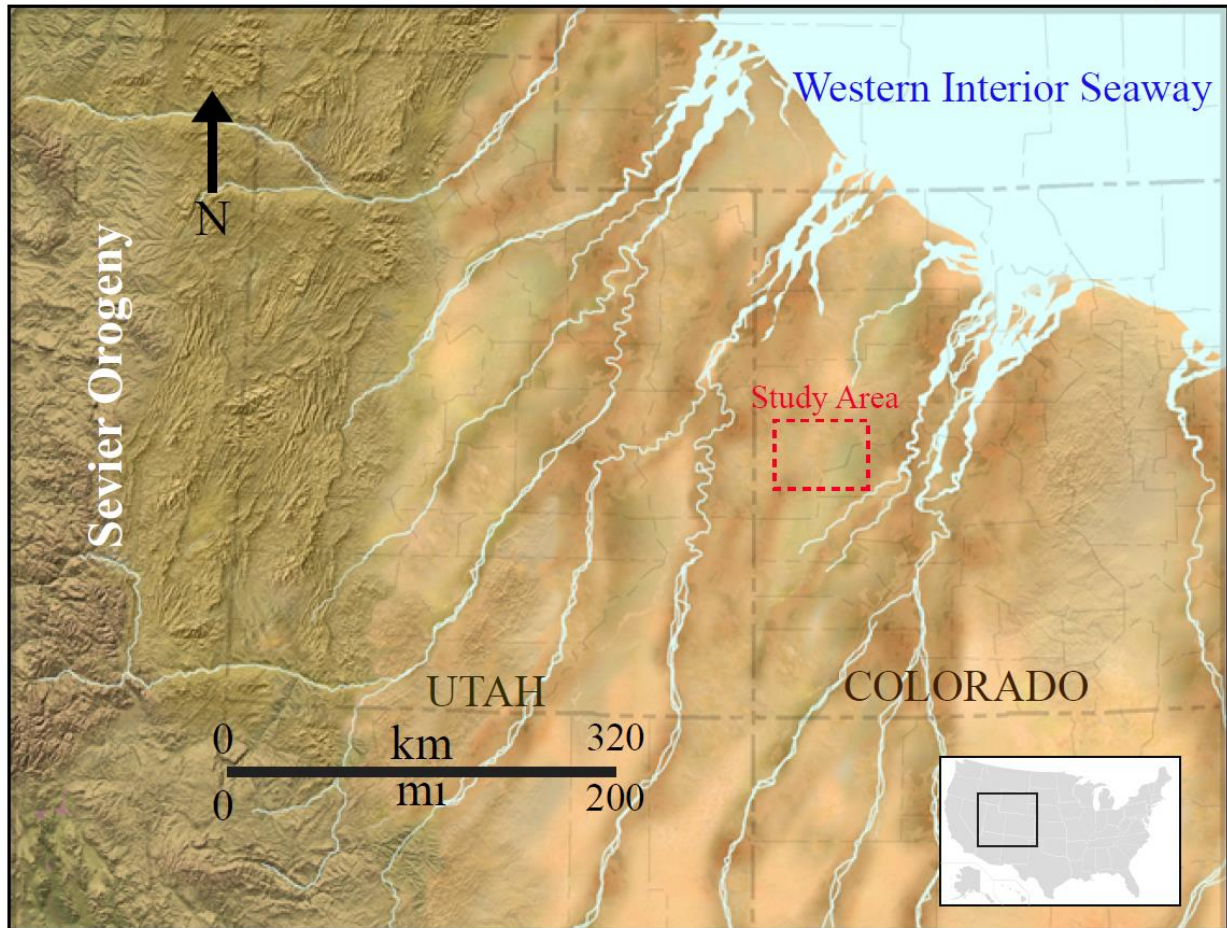 Western Interior Seaway
N
Sevier Orogeny
Study Area
UTAH
COLORADO
0 km 320
0 mi 200